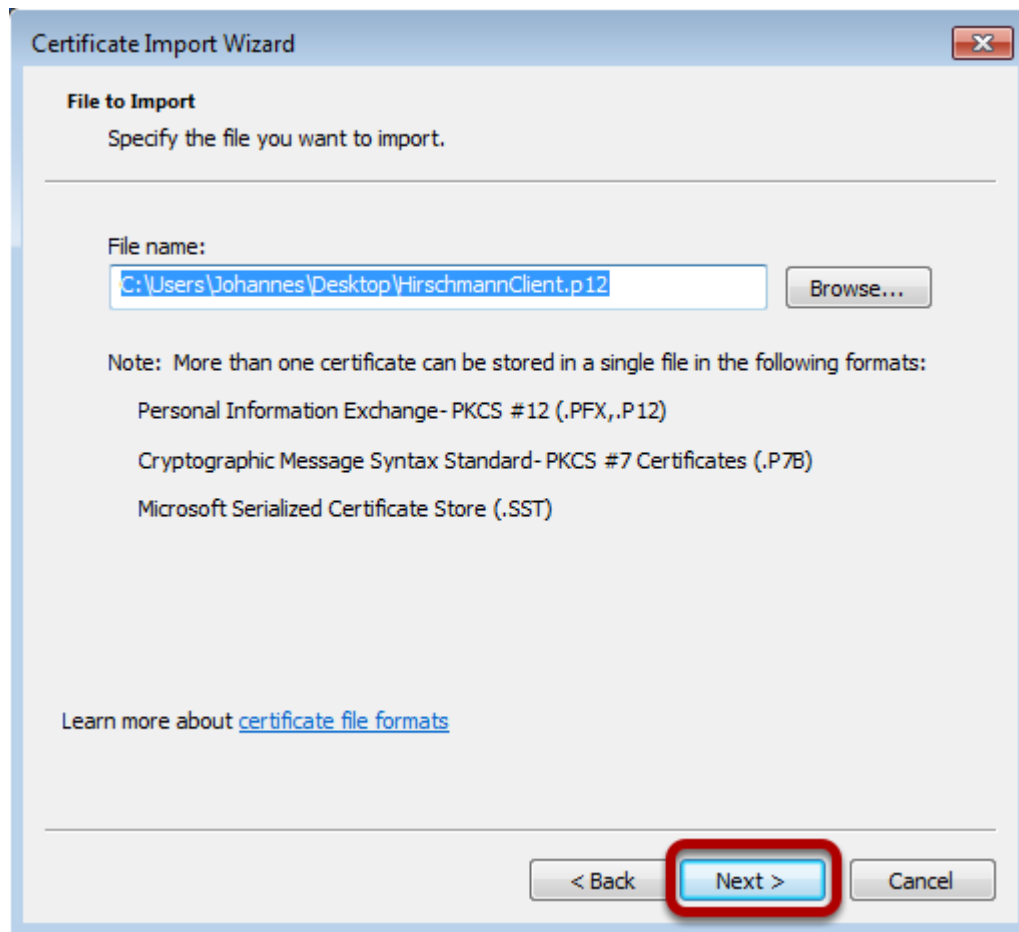 Certificate Import Wizard
File to Import
Specify the file you want to import.
File name:
C:\Users\Johannes\Desktop\HirschmannClient.p12
Browse...
Note:  More than one certificate can be stored in a single file in the following formats:
Personal Information Exchange- PKCS #12 (.PFX,.P12)
Cryptographic Message Syntax Standard- PKCS #7 Certificates (.P7B)
Microsoft Serialized Certificate Store (.SST)
Learn more about certificate file formats
< Back
Next >
Cancel